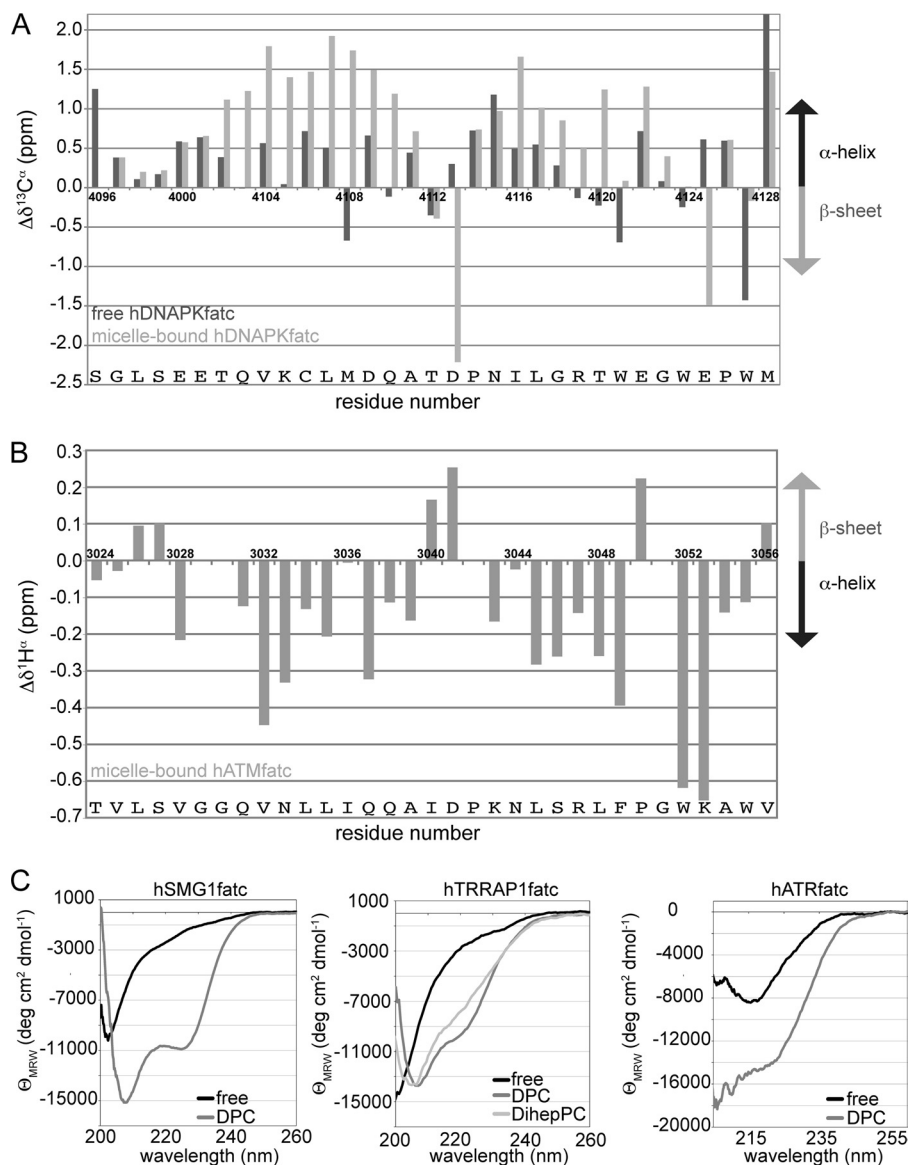 A
2.0
1.5
1.0
0.5
0.0
-0.5
-1.0
-1.5
-2.0
-2.5
Δδ¹³Cᵅ (ppm)
4096 4000 4104 4108 4112 4116 4120 4124 4128
α-helix
β-sheet
free hDNAPKfatc
micelle-bound hDNAPKfatc
S G L S E E T Q V K C L M D Q A T D P N I L G R T W E G W E P W M
residue number
B
0.3
0.2
0.1
0.0
-0.1
-0.2
-0.3
-0.4
-0.5
-0.6
-0.7
Δδ¹Hᵅ (ppm)
3024 3028 3032 3036 3040 3044 3048 3052 3056
β-sheet
α-helix
micelle-bound hATMfatc
T V L S V G G Q V N L L I Q Q A I D P K N L S R L F P G W K A W V
residue number
C
hSMG1fatc
1000
-3000
-7000
-11000
-15000
ΘMRW (deg cm² dmol⁻¹)
free
DPC
200 220 240 260
wavelength (nm)
hTRRAP1fatc
1000
-3000
-7000
-11000
-15000
ΘMRW (deg cm² dmol⁻¹)
free
DPC
DihepPC
200 220 240 260
wavelength (nm)
hATRfatc
0
-4000
-8000
-12000
-16000
-20000
ΘMRW (deg cm² dmol⁻¹)
free
DPC
215 235 255
wavelength (nm)